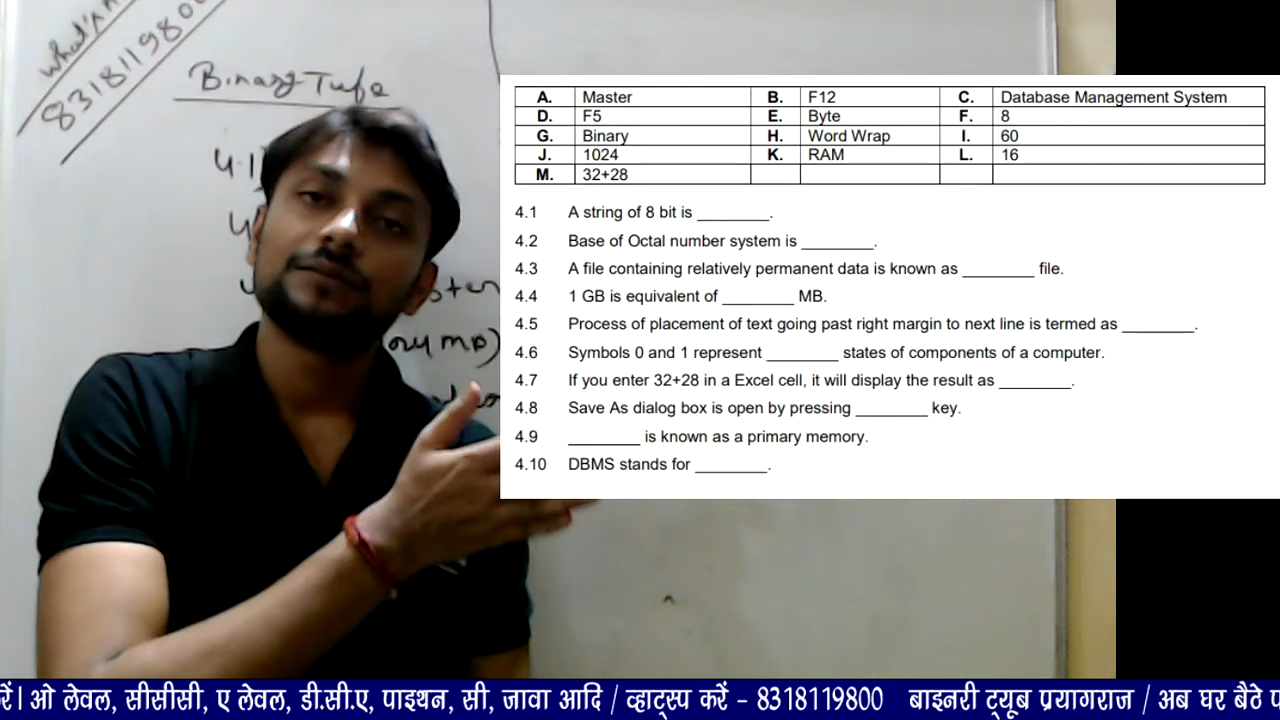 what's A
8318119800
Binary Tube
4.1)
4
ster
ory mp)
A. Master B. F12 C. Database Management System
D. F5 E. Byte F. 8
G. Binary H. Word Wrap I. 60
J. 1024 K. RAM L. 16
M. 32+28
4.1 A string of 8 bit is ________.
4.2 Base of Octal number system is ________.
4.3 A file containing relatively permanent data is known as ________ file.
4.4 1 GB is equivalent of ________ MB.
4.5 Process of placement of text going past right margin to next line is termed as ________.
4.6 Symbols 0 and 1 represent ________ states of components of a computer.
4.7 If you enter 32+28 in a Excel cell, it will display the result as ________.
4.8 Save As dialog box is open by pressing ________ key.
4.9 ________ is known as a primary memory.
4.10 DBMS stands for ________.
रें। ओ लेवल, सीसीसी, ए लेवल, डी.सी.ए, पाइथन, सी, जावा आदि / व्हाट्स्प करें - 8318119800 बाइनरी ट्यूब प्रयागराज / अब घर बैठे